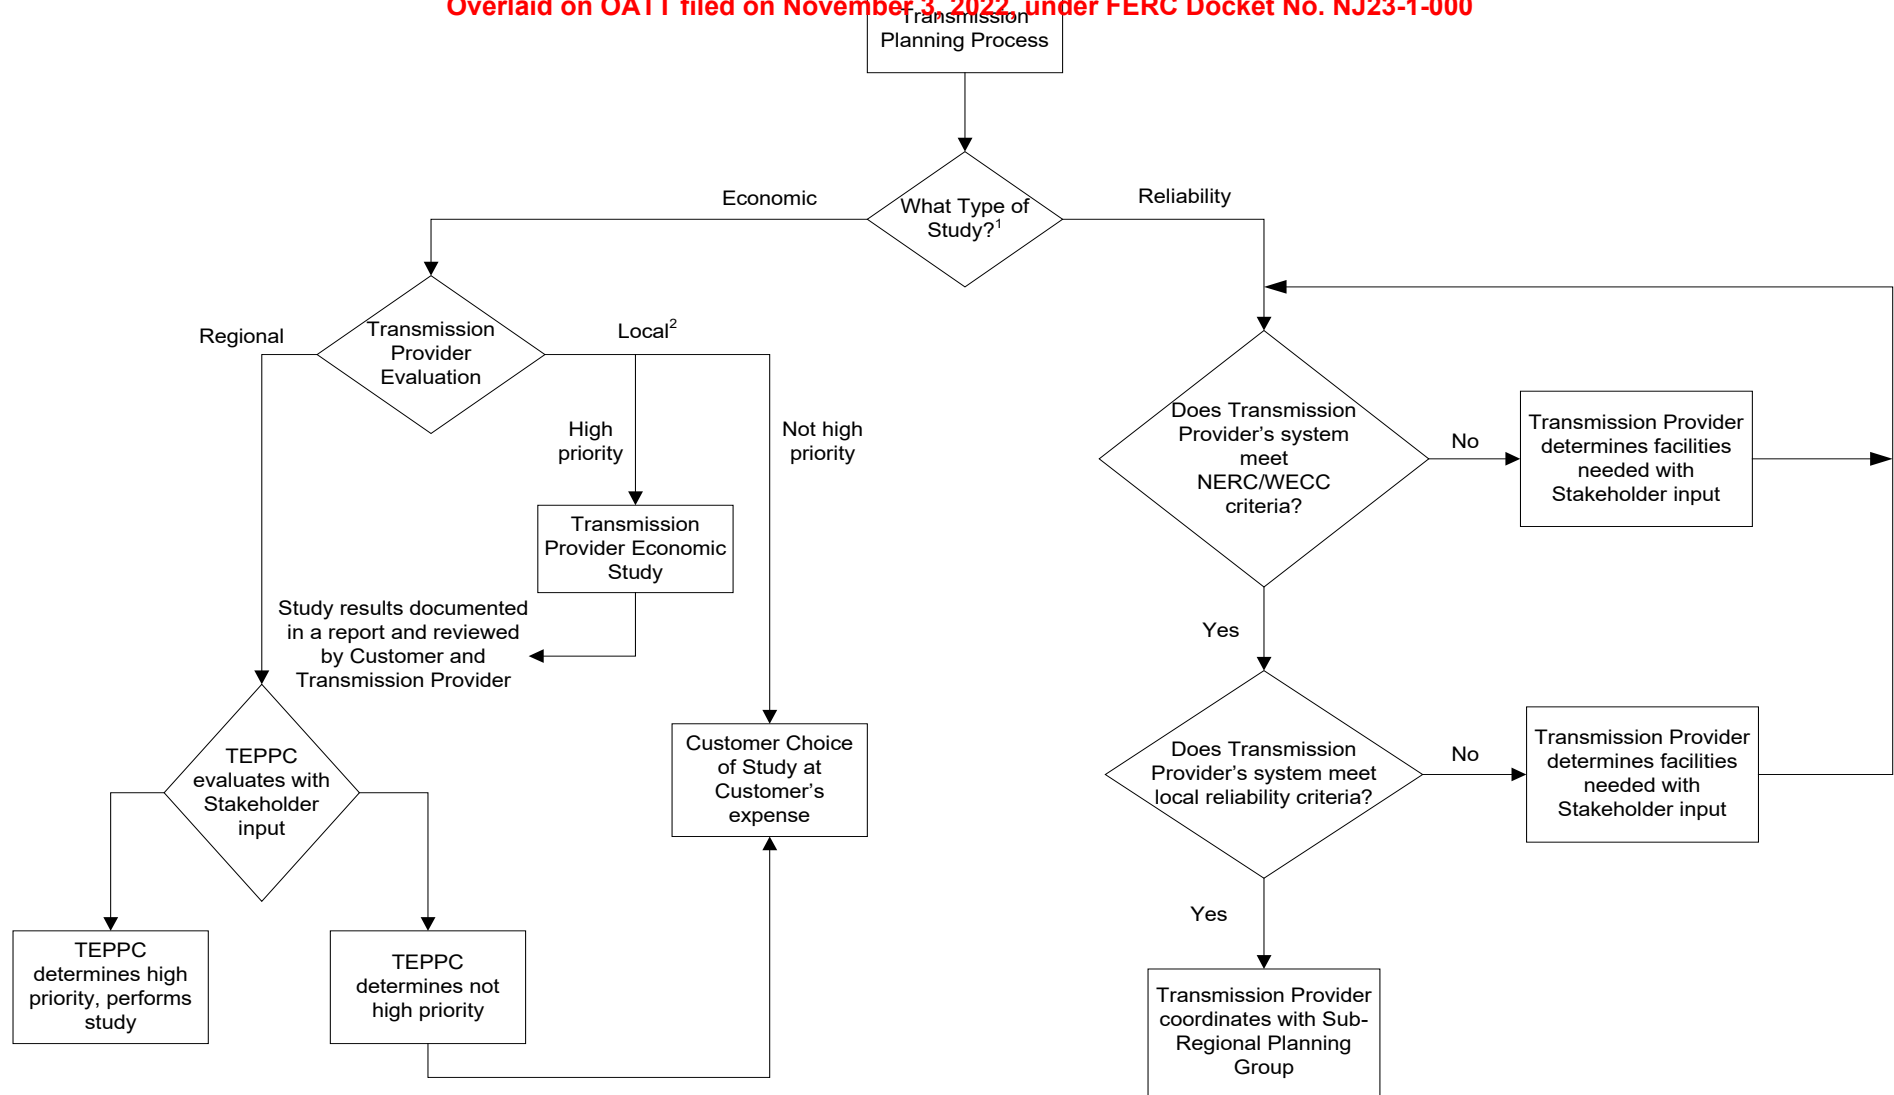 Overlaid on OATT filed on November 3, 2022, under FERC Docket No. NJ23-1-000
Transmission
Planning Process
Economic
What Type of
Study?1
Reliability
Regional
Transmission
Provider
Evaluation
Local2
High
priority
Not high
priority
Transmission
Provider Economic
Study
Study results documented
in a report and reviewed
by Customer and
Transmission Provider
TEPPC
evaluates with
Stakeholder
input
Customer Choice
of Study at
Customer’s
expense
TEPPC
determines high
priority, performs
study
TEPPC
determines not
high priority
Does Transmission
Provider’s system
meet
NERC/WECC
criteria?
No
Transmission Provider
determines facilities
needed with
Stakeholder input
Yes
Does Transmission
Provider’s system meet
local reliability criteria?
No
Transmission Provider
determines facilities
needed with
Stakeholder input
Yes
Transmission Provider
coordinates with Sub-
Regional Planning
Group